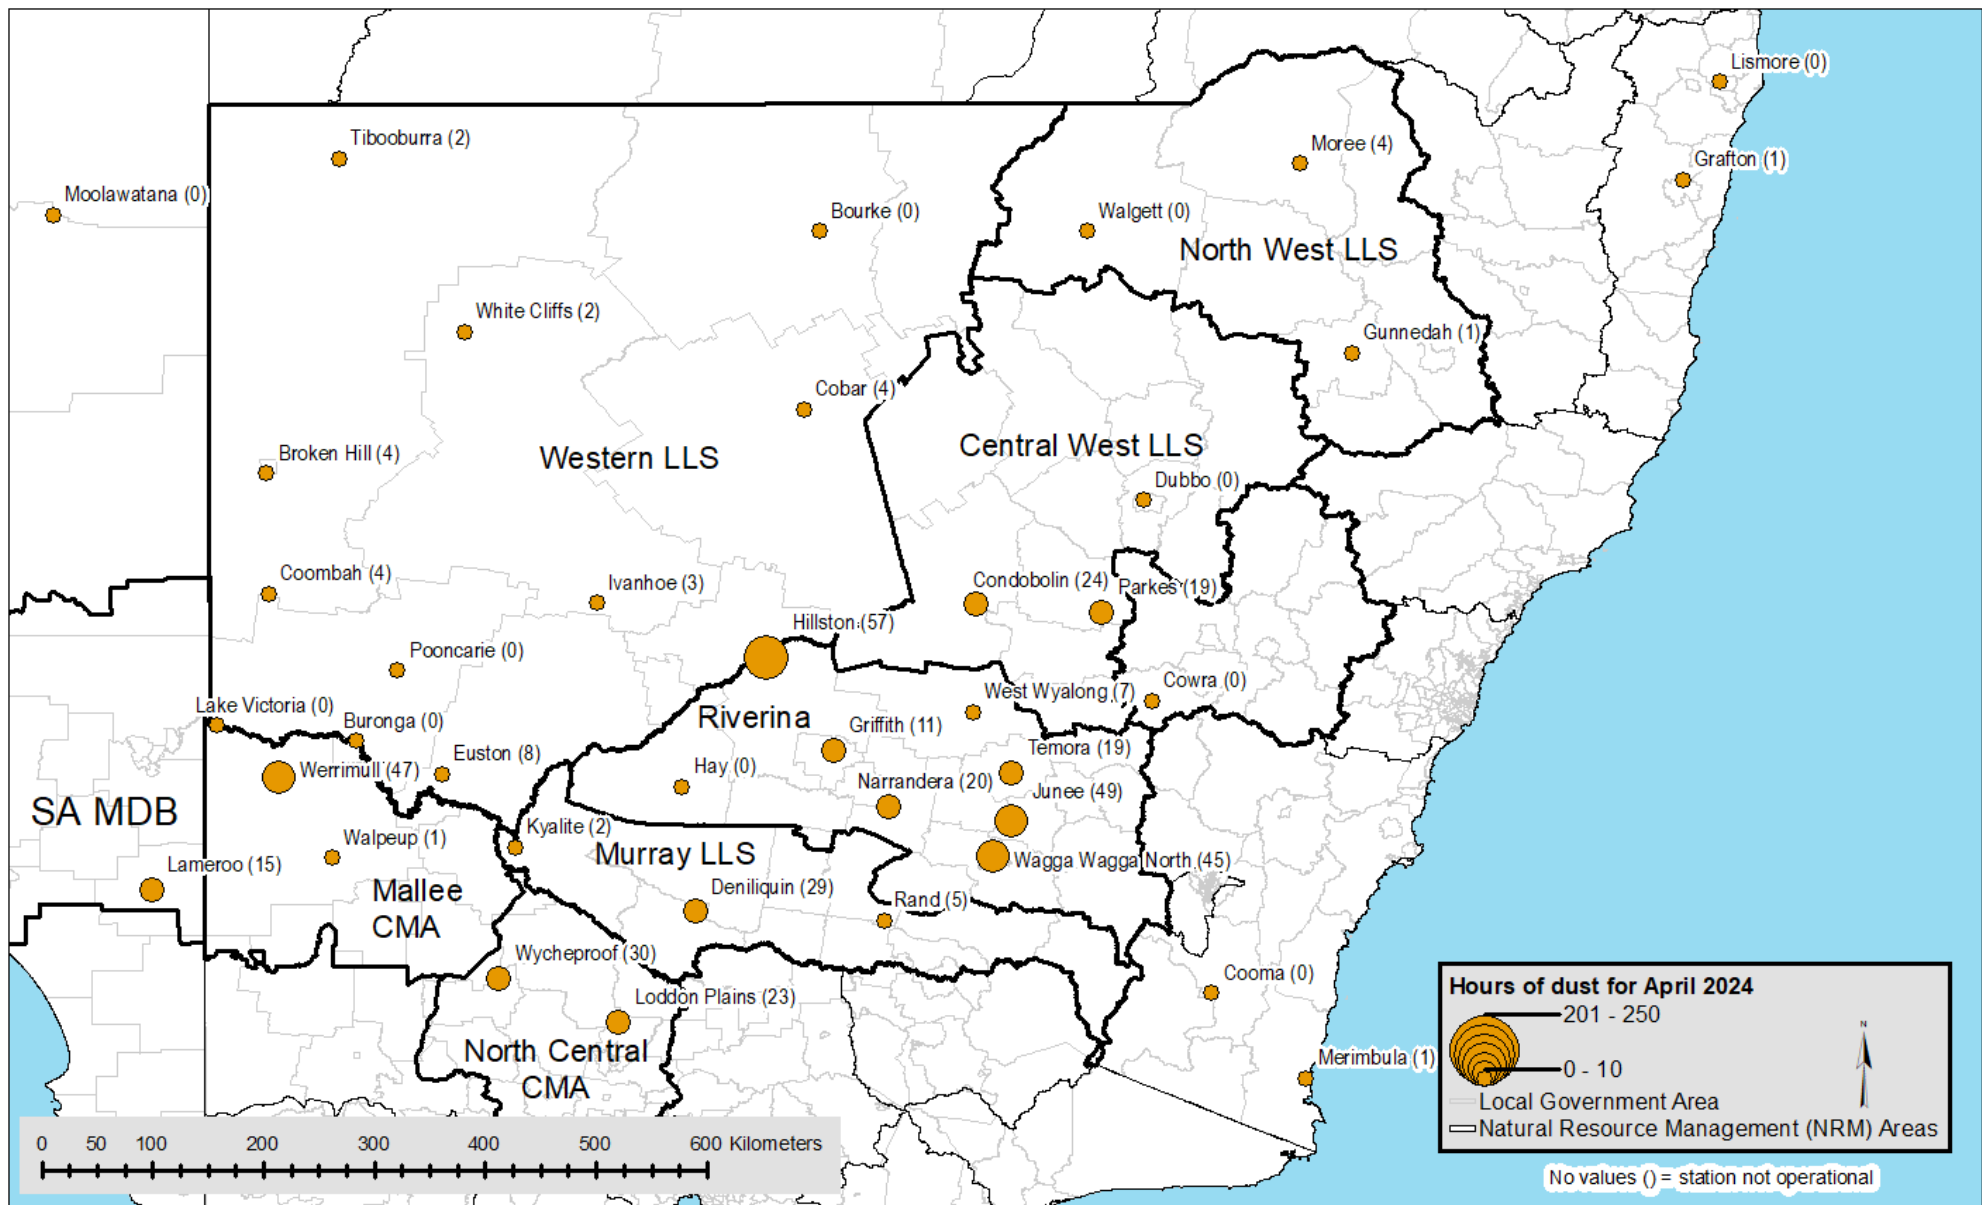 Lismore (0)
Tibooburra (2)
Moree (4)
Grafton (1)
Moolawatana (0)
Bourke (0)
Walgett (0)
North West LLS
White Cliffs (2)
Gunnedah (1)
Cobar (4)
Central West LLS
Broken Hill (4)
Western LLS
Dubbo (0)
Coombah (4)
Ivanhoe (3)
Condobolin (24)
Parkes (19)
Hillston (57)
Pooncarie (0)
Cowra (0)
West Wyalong (7)
Lake Victoria (0)
Buronga (0)
Riverina
Griffith (11)
Temora (19)
Euston (8)
Werrimull (47)
Hay (0)
Narrandera (20)
Junee (49)
SA MDB
Kyalite (2)
Walpeup (1)
Murray LLS
Wagga Wagga North (45)
Lameroo (15)
Mallee
CMA
Deniliquin (29)
Rand (5)
Wycheproof (30)
Cooma (0)
Loddon Plains (23)
North Central
CMA
Merimbula (1)
Hours of dust for April 2024
201 - 250
0 - 10
Local Government Area
Natural Resource Management (NRM) Areas
N
No values () = station not operational
0 50 100 200 300 400 500 600 Kilometers